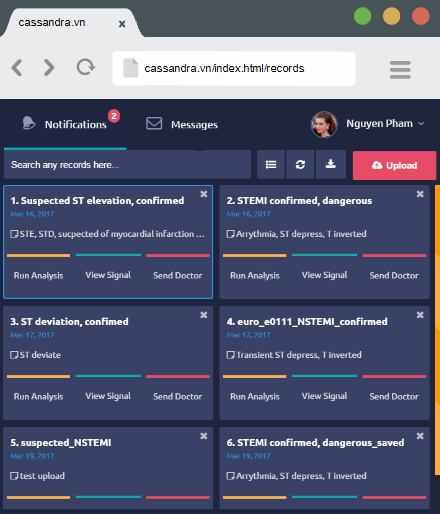 cassandra.vn
cassandra.vn/index.html/records
Notifications 2 Messages Nguyen Pham
Search any records here... Upload
1. Suspected ST elevation, confirmed
Mar 16, 2017
STE, STD, suspected of myocardial infarction ...
Run Analysis View Signal Send Doctor
2. STEMI confirmed, dangerous
Mar 16, 2017
Arrythmia, ST depress, T inverted
Run Analysis View Signal Send Doctor
3. ST deviation, confimed
Mar 17, 2017
ST deviate
Run Analysis View Signal Send Doctor
4. euro_e0111_NSTEMI_confirmed
Mar 17, 2017
Transient ST depress, T inverted
Run Analysis View Signal Send Doctor
5. suspected_NSTEMI
Mar 19, 2017
test upload
6. STEMI confirmed, dangerous_saved
Mar 19, 2017
Arrythmia, ST depress, T inverted